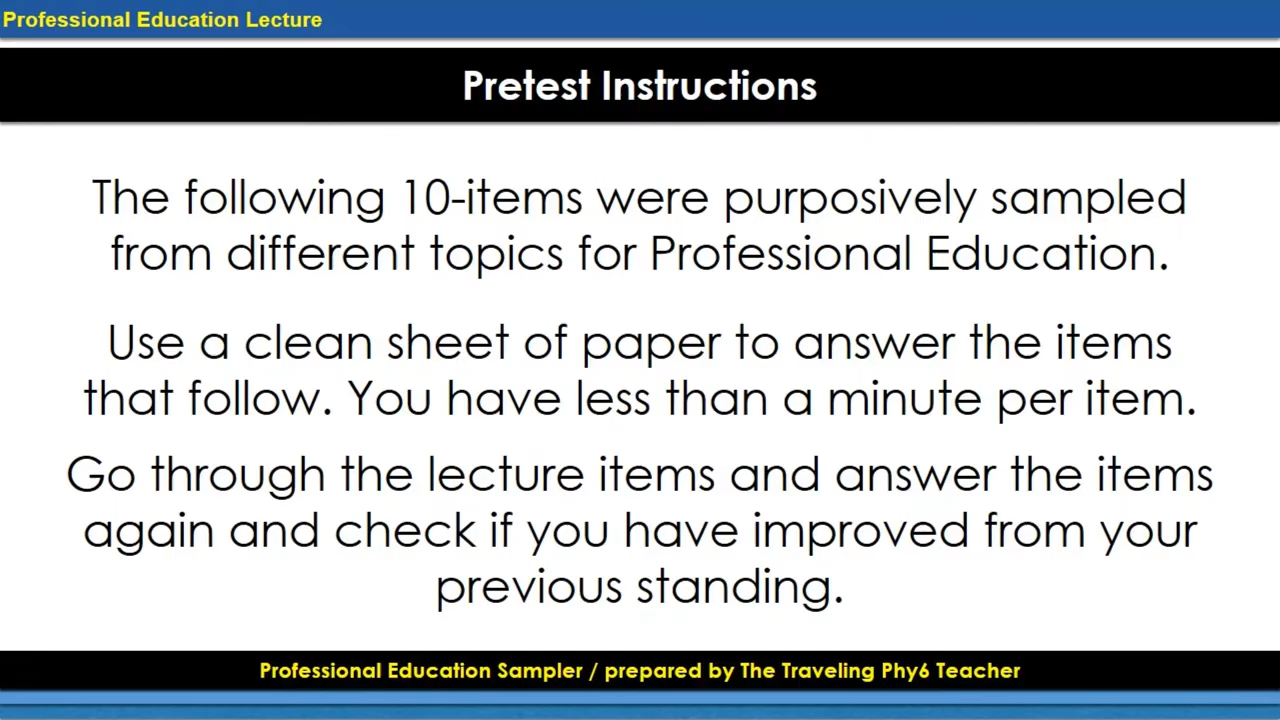 Professional Education Lecture
Pretest Instructions
The following 10-items were purposively sampled
from different topics for Professional Education.
Use a clean sheet of paper to answer the items
that follow. You have less than a minute per item.
Go through the lecture items and answer the items
again and check if you have improved from your
previous standing.
Professional Education Sampler / prepared by The Traveling Phy6 Teacher